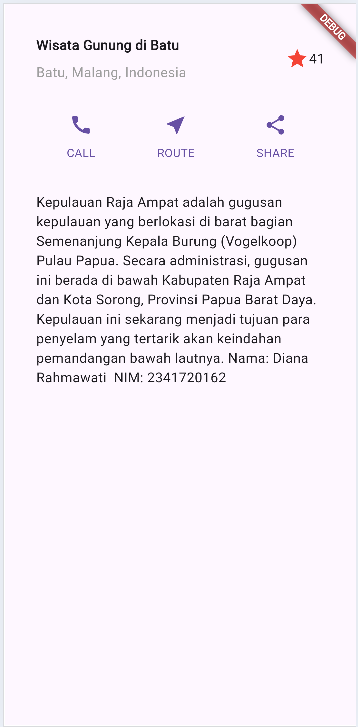 DEBUG
Wisata Gunung di Batu
Batu, Malang, Indonesia
41
CALL
ROUTE
SHARE
Kepulauan Raja Ampat adalah gugusan
kepulauan yang berlokasi di barat bagian
Semenanjung Kepala Burung (Vogelkoop)
Pulau Papua. Secara administrasi, gugusan
ini berada di bawah Kabupaten Raja Ampat
dan Kota Sorong, Provinsi Papua Barat Daya.
Kepulauan ini sekarang menjadi tujuan para
penyelam yang tertarik akan keindahan
pemandangan bawah lautnya. Nama: Diana
Rahmawati  NIM: 2341720162